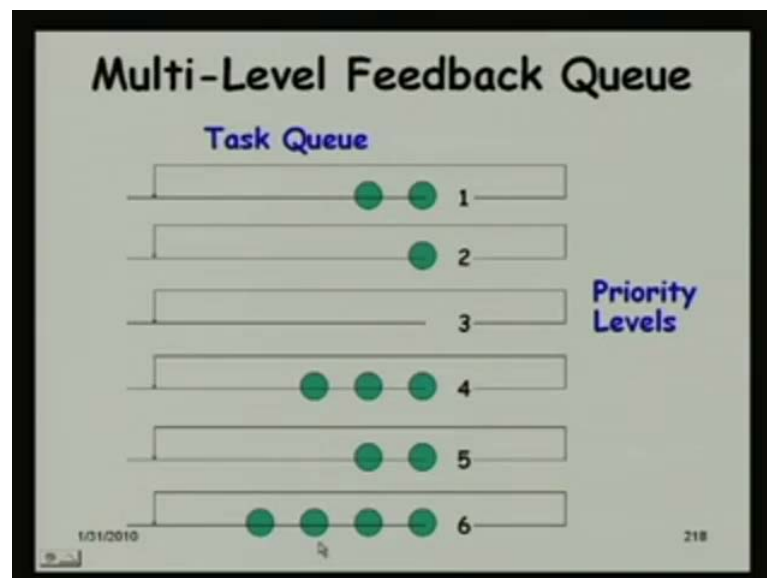 Multi-Level Feedback Queue
Task Queue
1
2
Priority
Levels
3
4
5
6
1/31/2010
218